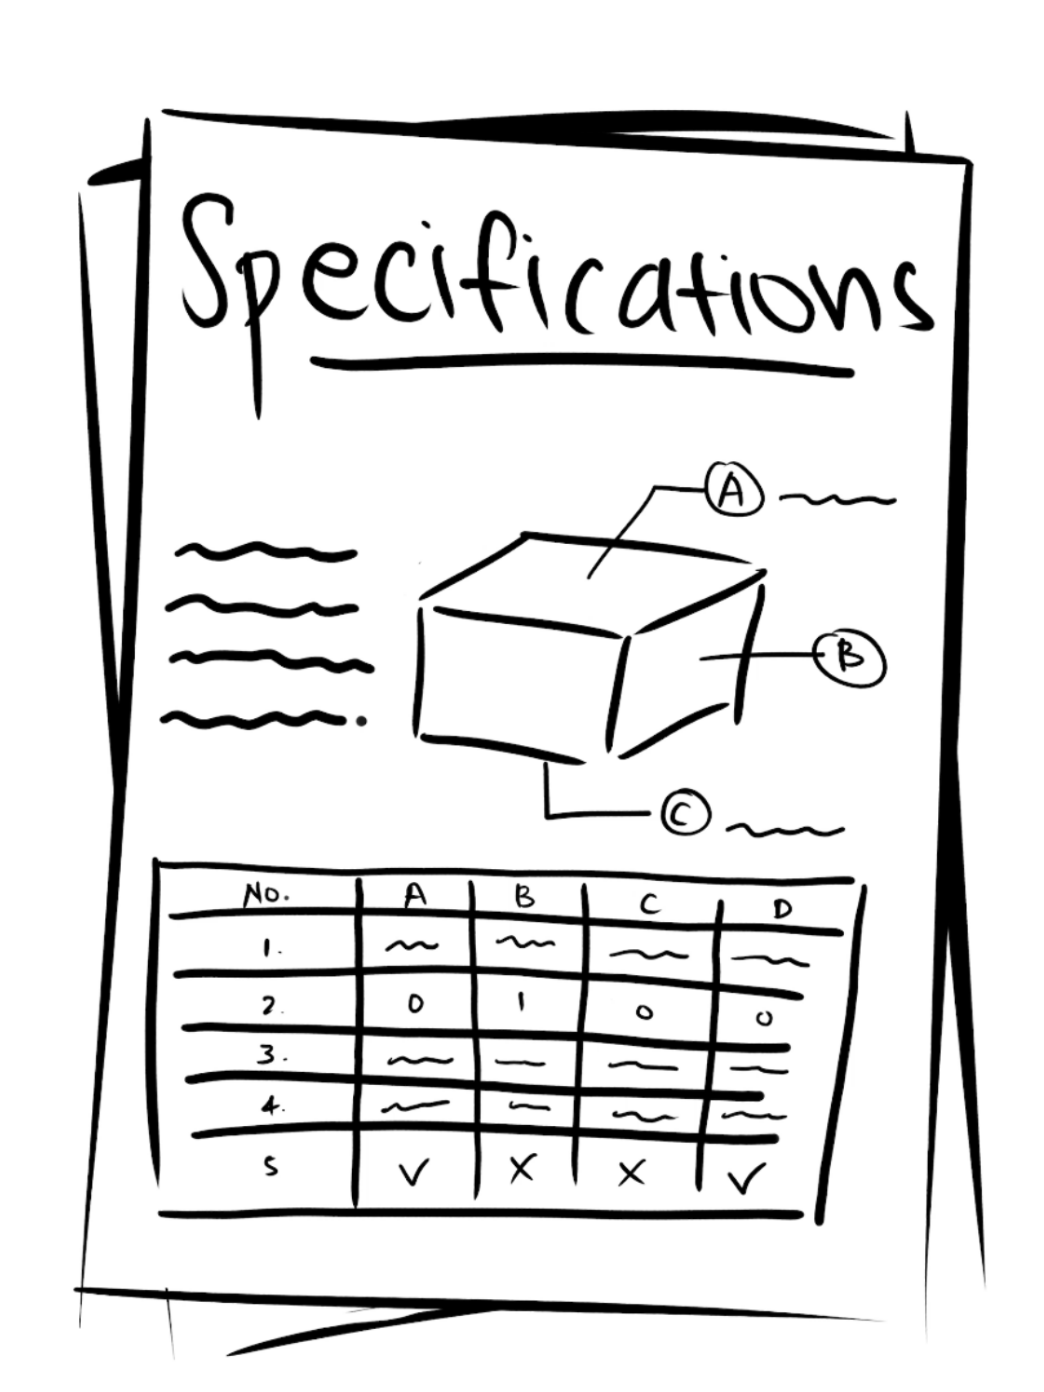 Specifications
A
B
C
No. A B C D
1.
2. 0 1 0 0
3.
4.
5 ✓ X X ✓